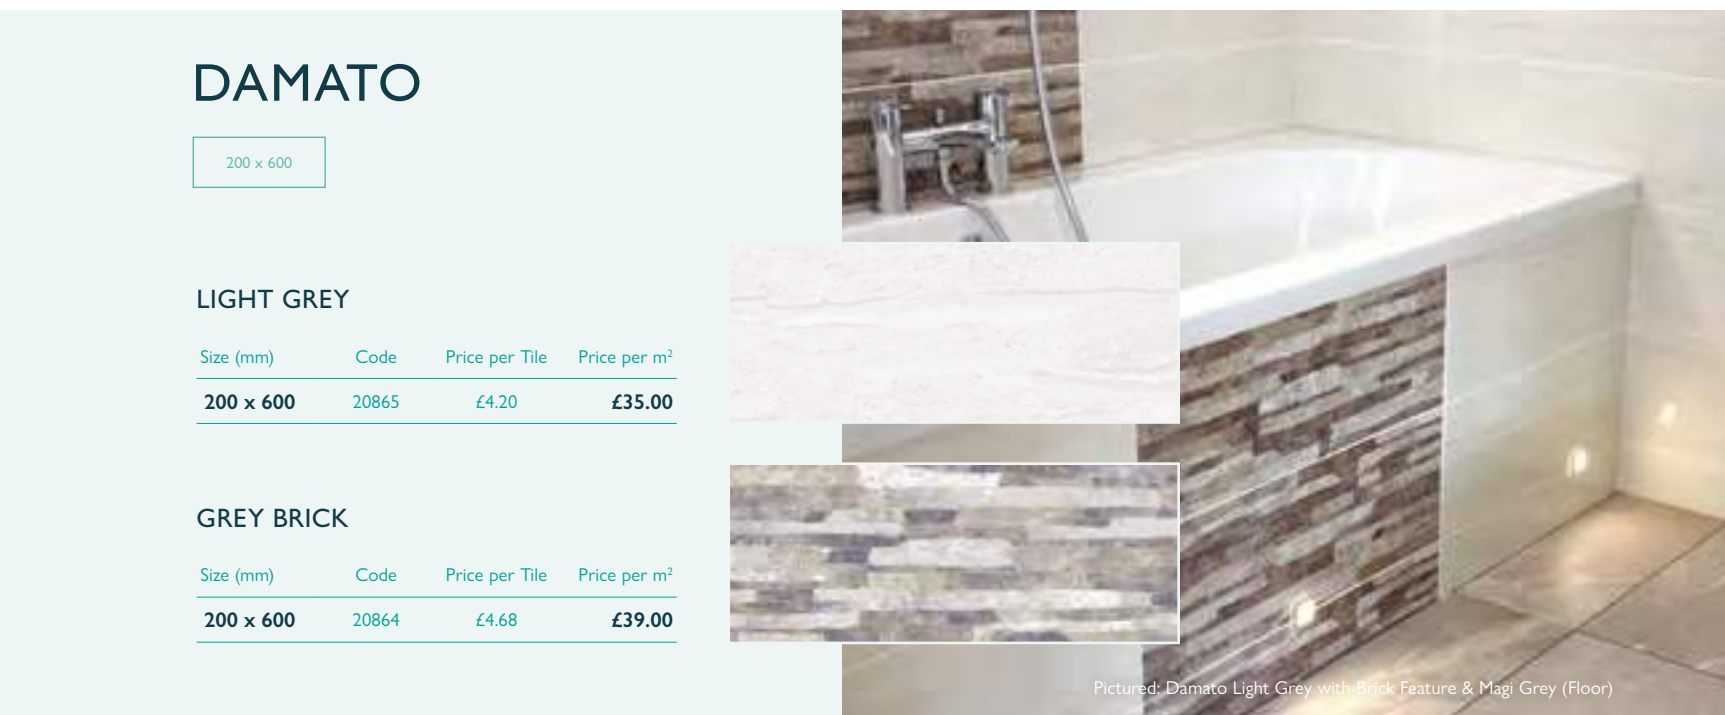 DAMATO
200 x 600
LIGHT GREY
Size (mm) Code Price per Tile Price per m²
200 x 600 20865 £4.20 £35.00
GREY BRICK
Size (mm) Code Price per Tile Price per m²
200 x 600 20864 £4.68 £39.00
Pictured: Damato Light Grey with Brick Feature & Magi Grey (Floor)